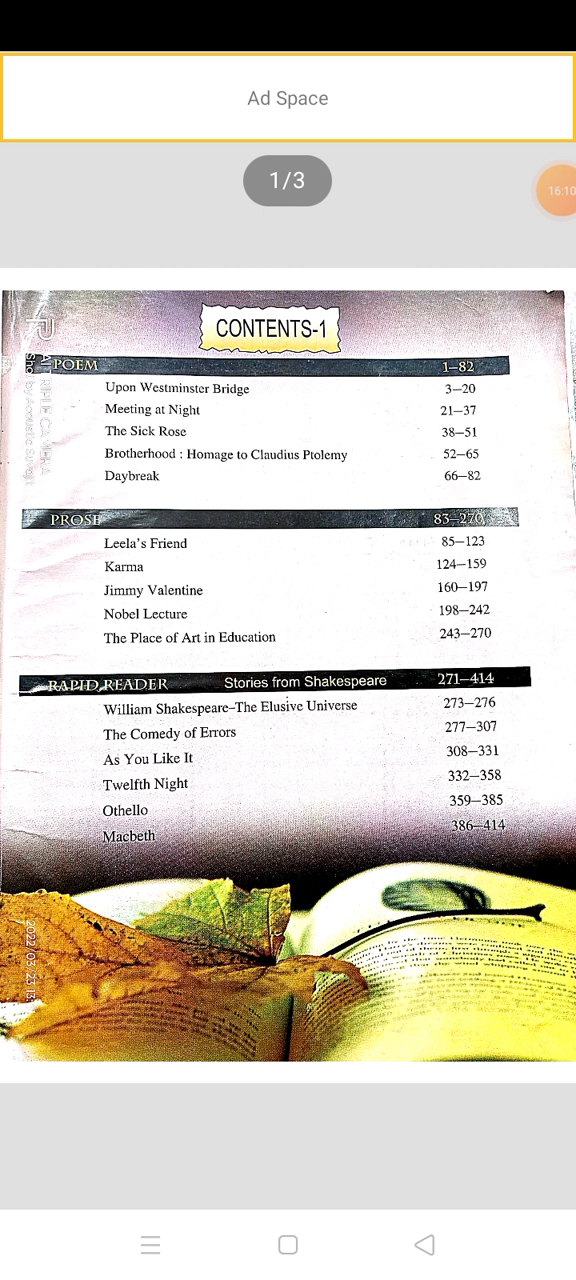 Ad Space
1/3
16:10
CONTENTS-1
POEM 1–82
Upon Westminster Bridge 3–20
Meeting at Night 21–37
The Sick Rose 38–51
Brotherhood : Homage to Claudius Ptolemy 52–65
Daybreak 66–82
PROSE 83–270
Leela's Friend 85–123
Karma 124–159
Jimmy Valentine 160–197
Nobel Lecture 198–242
The Place of Art in Education 243–270
RAPID READER Stories from Shakespeare 271–414
William Shakespeare–The Elusive Universe 273–276
The Comedy of Errors 277–307
As You Like It 308–331
Twelfth Night 332–358
Othello 359–385
Macbeth 386–414